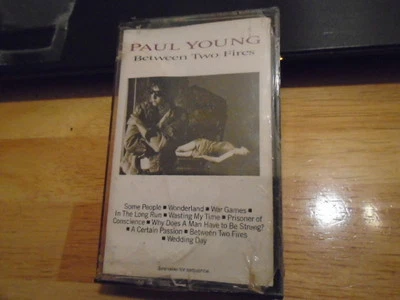 PAUL YOUNG
Between Two Fires
Some People ■ Wonderland ■ War Games ■
In The Long Run ■ Wasting My Time ■ Prisoner of
Conscience ■ Why Does A Man Have to Be Strong?
■ A Certain Passion ■ Between Two Fires
■ Wedding Day